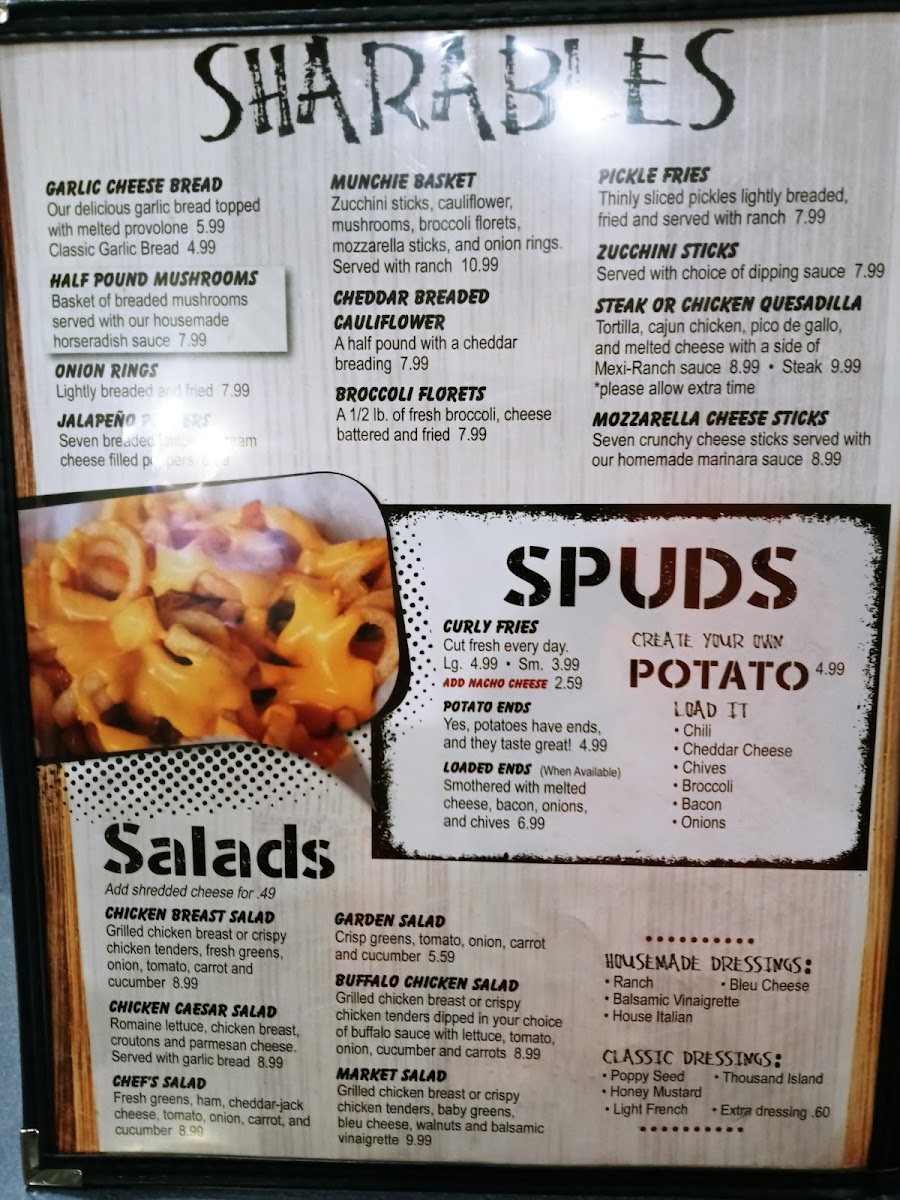 SHARABLES
GARLIC CHEESE BREAD
Our delicious garlic bread topped
with melted provolone 5.99
Classic Garlic Bread 4.99
HALF POUND MUSHROOMS
Basket of breaded mushrooms
served with our housemade
horseradish sauce 7.99
ONION RINGS
Lightly breaded and fried 7.99
JALAPEÑO
Seven breaded
cheese filled
MUNCHIE BASKET
Zucchini sticks, cauliflower,
mushrooms, broccoli florets,
mozzarella sticks, and onion rings.
Served with ranch 10.99
CHEDDAR BREADED
CAULIFLOWER
A half pound with a cheddar
breading 7.99
BROCCOLI FLORETS
A 1/2 lb. of fresh broccoli, cheese
battered and fried 7.99
PICKLE FRIES
Thinly sliced pickles lightly breaded,
fried and served with ranch 7.99
ZUCCHINI STICKS
Served with choice of dipping sauce 7.99
STEAK OR CHICKEN QUESADILLA
Tortilla, cajun chicken, pico de gallo,
and melted cheese with a side of
Mexi-Ranch sauce 8.99 • Steak 9.99
*please allow extra time
MOZZARELLA CHEESE STICKS
Seven crunchy cheese sticks served with
our homemade marinara sauce 8.99
SPUDS
CURLY FRIES
Cut fresh every day.
Lg. 4.99 • Sm. 3.99
ADD NACHO CHEESE 2.59
POTATO ENDS
Yes, potatoes have ends,
and they taste great! 4.99
LOADED ENDS (When Available)
Smothered with melted
cheese, bacon, onions,
and chives 6.99
CREATE YOUR OWN
POTATO 4.99
LOAD IT
• Chili
• Cheddar Cheese
• Chives
• Broccoli
• Bacon
• Onions
Salads
Add shredded cheese for .49
CHICKEN BREAST SALAD
Grilled chicken breast or crispy
chicken tenders, fresh greens,
onion, tomato, carrot and
cucumber 8.99
CHICKEN CAESAR SALAD
Romaine lettuce, chicken breast,
croutons and parmesan cheese.
Served with garlic bread 8.99
CHEF'S SALAD
Fresh greens, ham, cheddar-jack
cheese, tomato, onion, carrot, and
cucumber 8.99
GARDEN SALAD
Crisp greens, tomato, onion, carrot
and cucumber 5.59
BUFFALO CHICKEN SALAD
Grilled chicken breast or crispy
chicken tenders dipped in your choice
of buffalo sauce with lettuce, tomato,
onion, cucumber and carrots 8.99
MARKET SALAD
Grilled chicken breast or crispy
chicken tenders, baby greens,
bleu cheese, walnuts and balsamic
vinaigrette 9.99
HOUSEMADE DRESSINGS:
• Ranch • Bleu Cheese
• Balsamic Vinaigrette
• House Italian
CLASSIC DRESSINGS:
• Poppy Seed • Thousand Island
• Honey Mustard
• Light French • Extra dressing .60